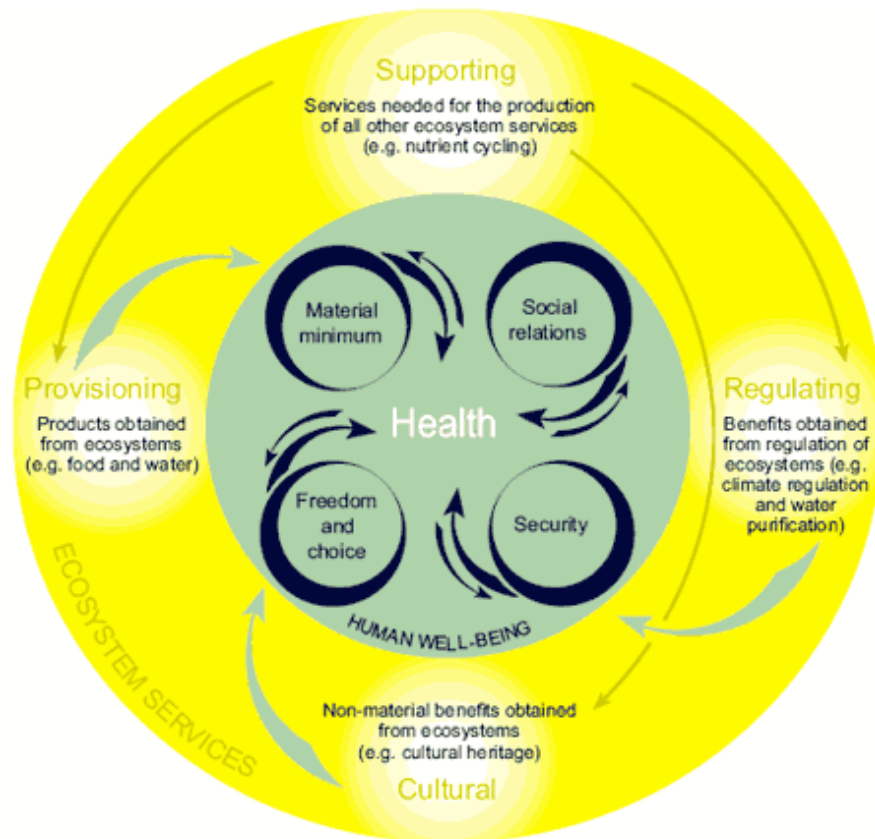 Supporting
Services needed for the production
of all other ecosystem services
(e.g. nutrient cycling)
Material
minimum
Social
relations
Provisioning
Products obtained
from ecosystems
(e.g. food and water)
Health
Regulating
Benefits obtained
from regulation of
ecosystems (e.g.
climate regulation
and water
purification)
Freedom
and
choice
Security
HUMAN WELL-BEING
ECOSYSTEM SERVICES
Non-material benefits obtained
from ecosystems
(e.g. cultural heritage)
Cultural